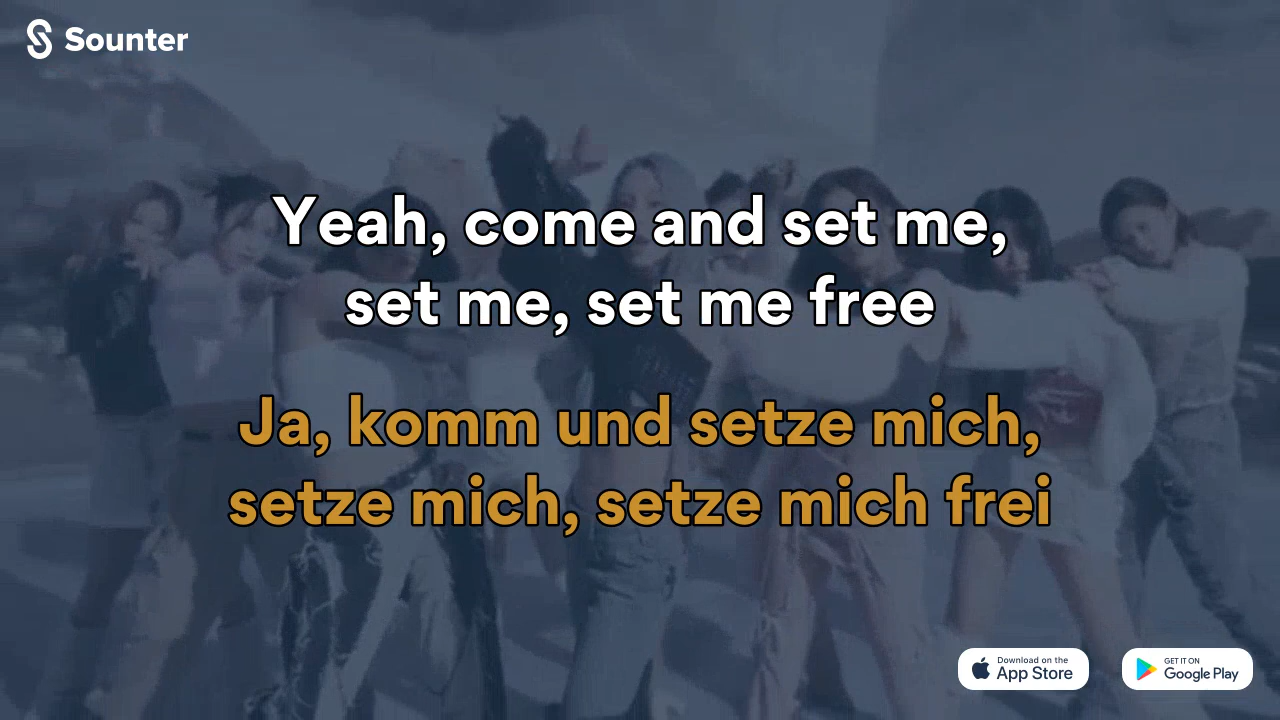 Sounter
Yeah, come and set me,
set me, set me free
Ja, komm und setze mich,
setze mich, setze mich frei
Download on the
App Store
GET IT ON
Google Play